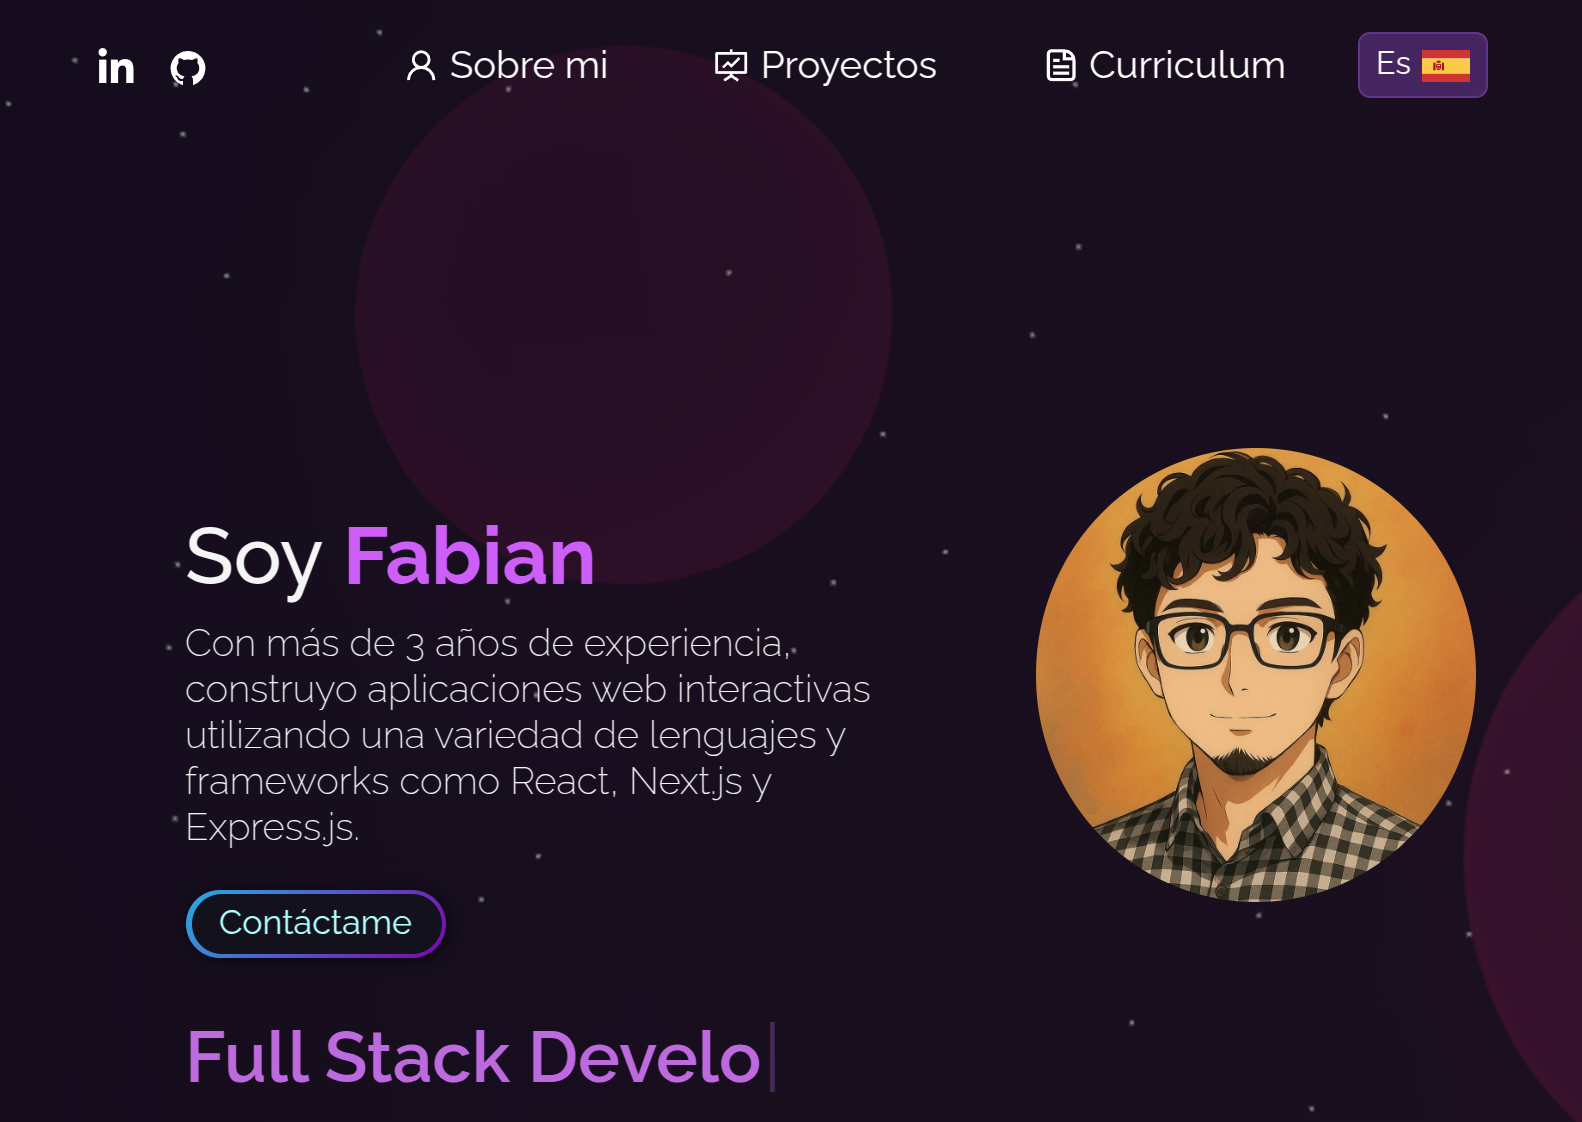 in
Sobre mi
Proyectos
Curriculum
Es
Soy Fabian
Con más de 3 años de experiencia,
construyo aplicaciones web interactivas
utilizando una variedad de lenguajes y
frameworks como React, Next.js y
Express.js.
Contáctame
Full Stack Develo